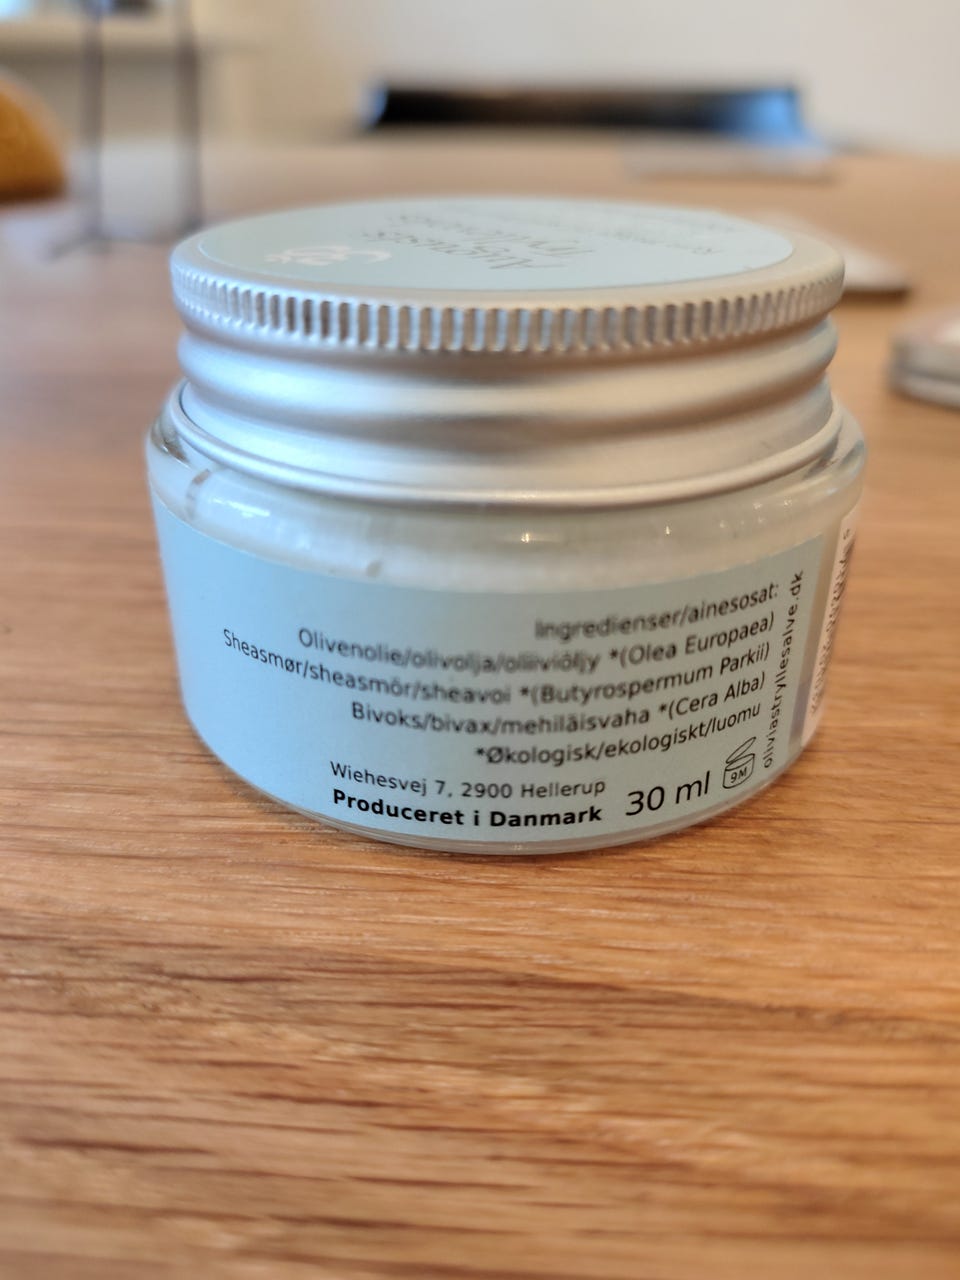 Ingredienser/ainesosat:
Olivenolie/olivolja/oliiviöljy *(Olea Europaea)
Sheasmør/sheasmör/sheavoi *(Butyrospermum Parkii)
Bivoks/bivax/mehiläisvaha *(Cera Alba)
*Økologisk/ekologiskt/luomu
Wiehesvej 7, 2900 Hellerup
Produceret i Danmark
30 ml
9M
oliviastryllesalve.dk